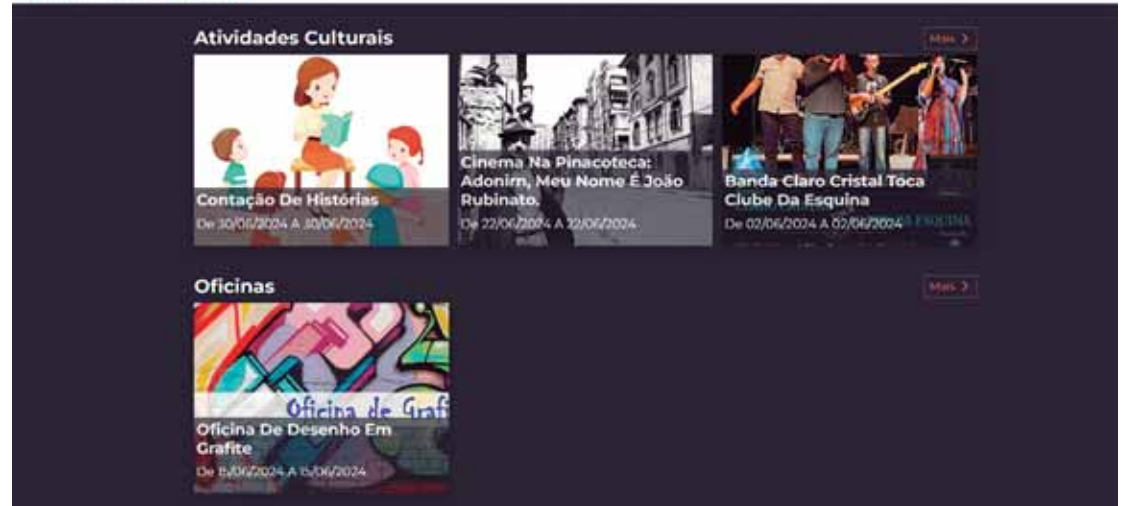 Atividades Culturais
Mais >
Contação De Histórias
De 30/06/2024 A 30/06/2024
Cinema Na Pinacoteca:
Adonirn, Meu Nome É João
Rubinato.
De 22/06/2024 A 22/06/2024
Banda Claro Cristal Toca
Clube Da Esquina
De 02/06/2024 A 02/06/2024
ESQUINA
Oficinas
Mais >
Oficina de Grafi
Oficina De Desenho Em
Grafite
De 15/06/2024 A 15/06/2024